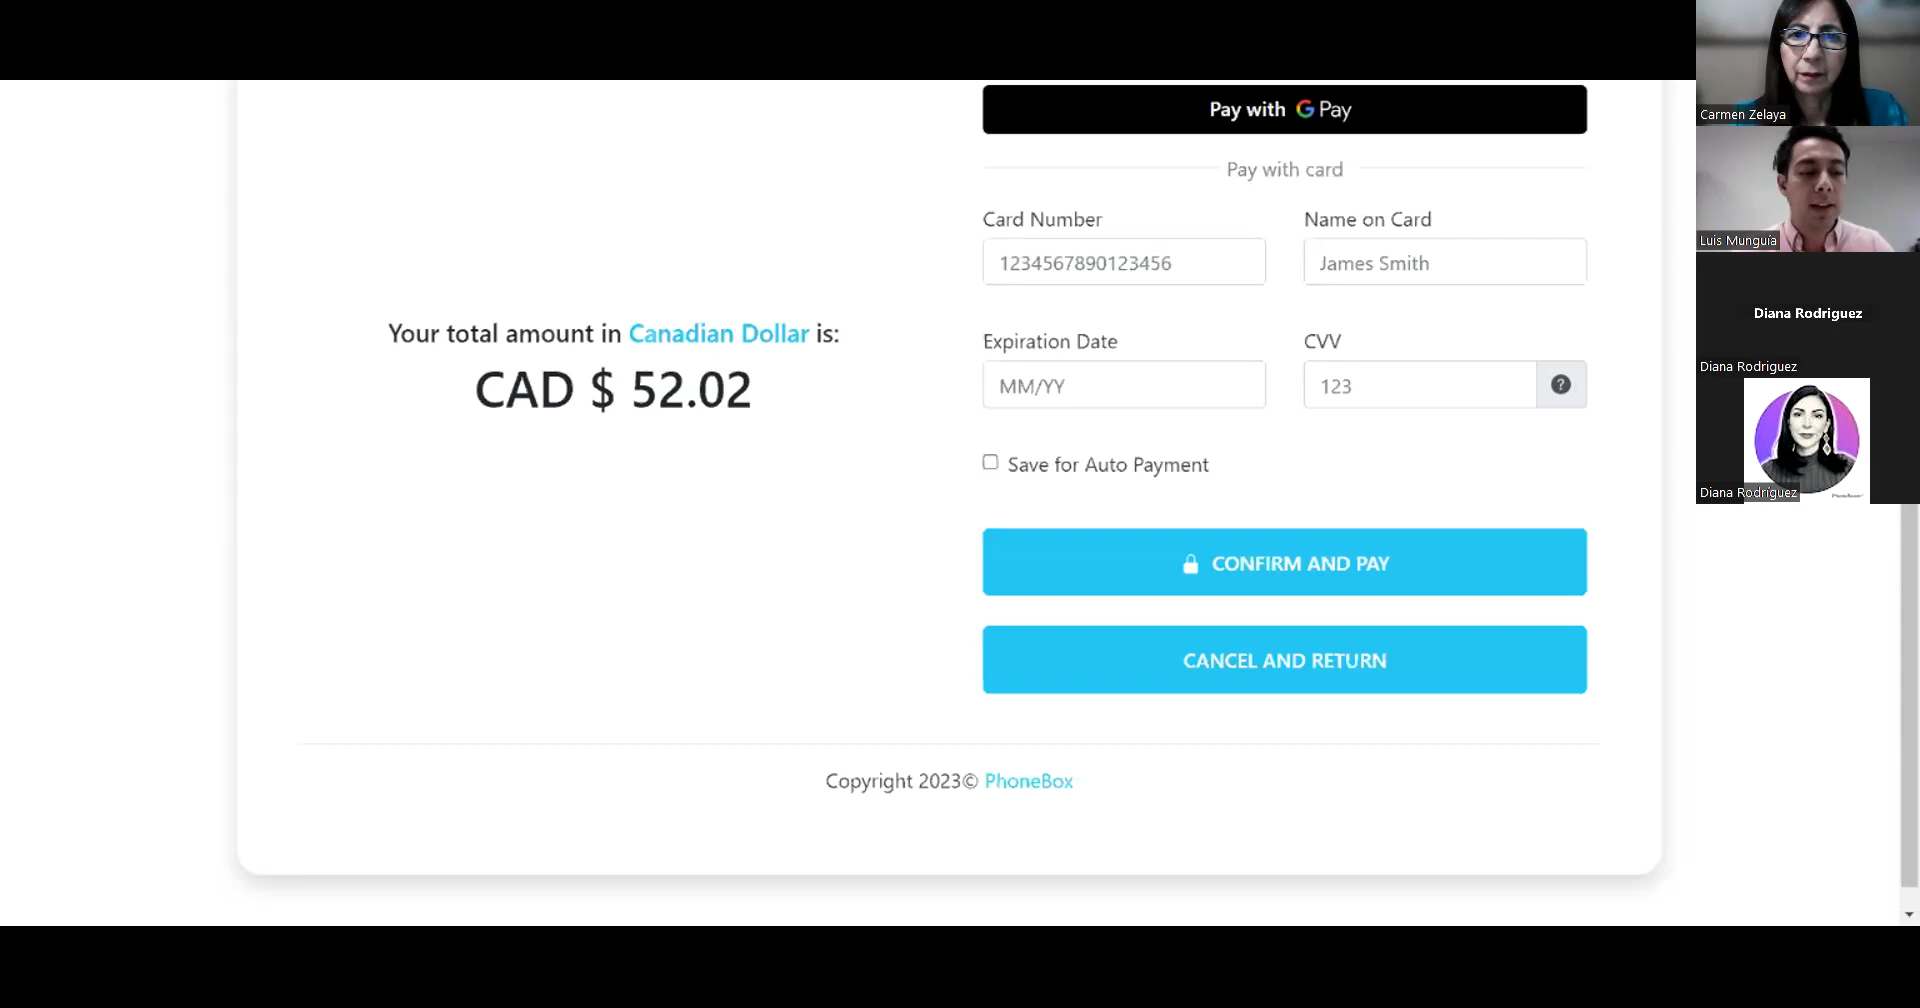 Pay with G Pay
Pay with card
Card Number
Name on Card
1234567890123456
James Smith
Your total amount in Canadian Dollar is:
CAD $ 52.02
Expiration Date
CVV
MM/YY
123
?
Save for Auto Payment
CONFIRM AND PAY
CANCEL AND RETURN
Copyright 2023© PhoneBox
Carmen Zelaya
Luis Munguía
Diana Rodriguez
Diana Rodriguez
Diana Rodríguez